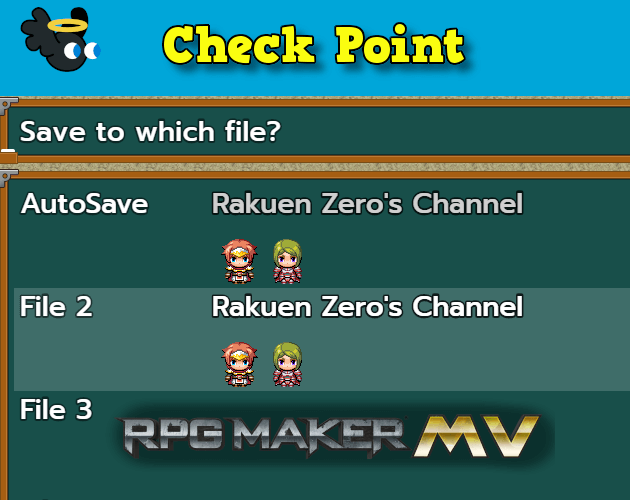 Check Point
Save to which file?
AutoSave Rakuen Zero's Channel
File 2 Rakuen Zero's Channel
File 3
RPG MAKER MV